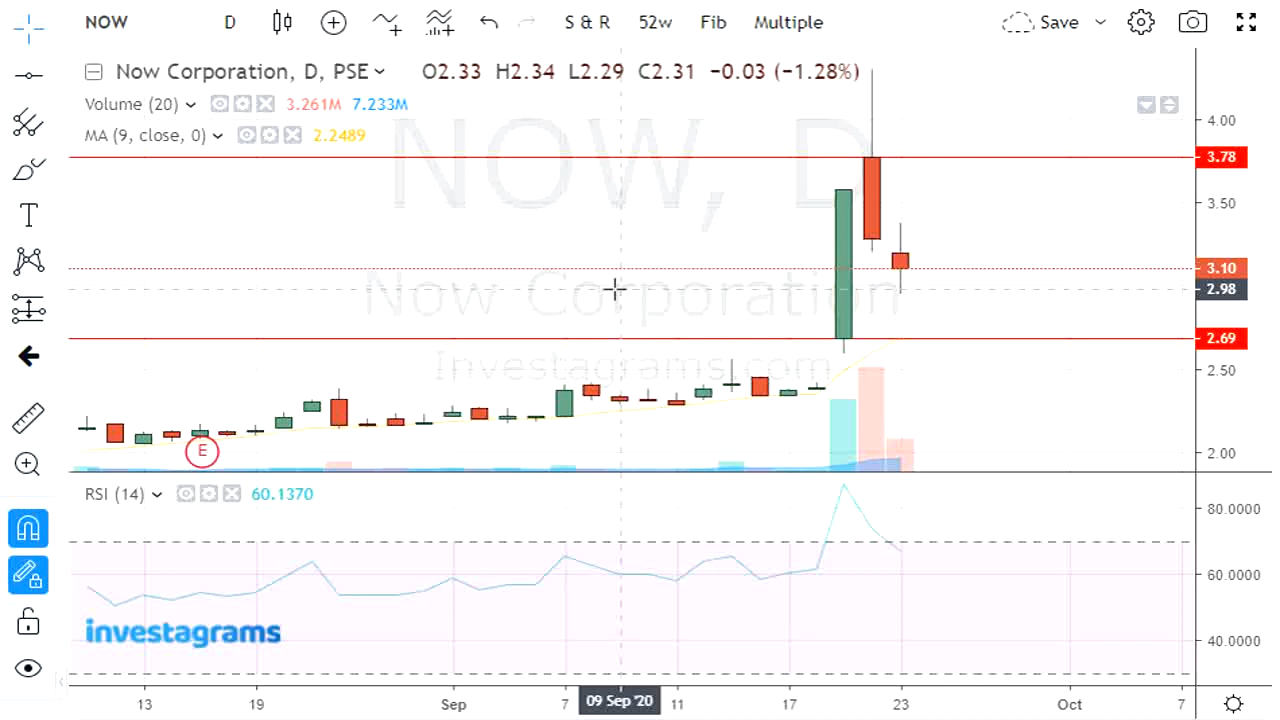 NOW D S & R 52w Fib Multiple Save
Now Corporation, D, PSE O2.33 H2.34 L2.29 C2.31 −0.03 (−1.28%)
Volume (20) 3.261M 7.233M
MA (9, close, 0) 2.2489
NOW, D
Now Corporation
Investagrams.com
4.00
3.78
3.50
3.10
2.98
2.69
2.50
2.00
E
RSI (14) 60.1370
80.0000
60.0000
40.0000
investagrams
13 19 Sep 7 09 Sep '20 11 17 23 Oct 7